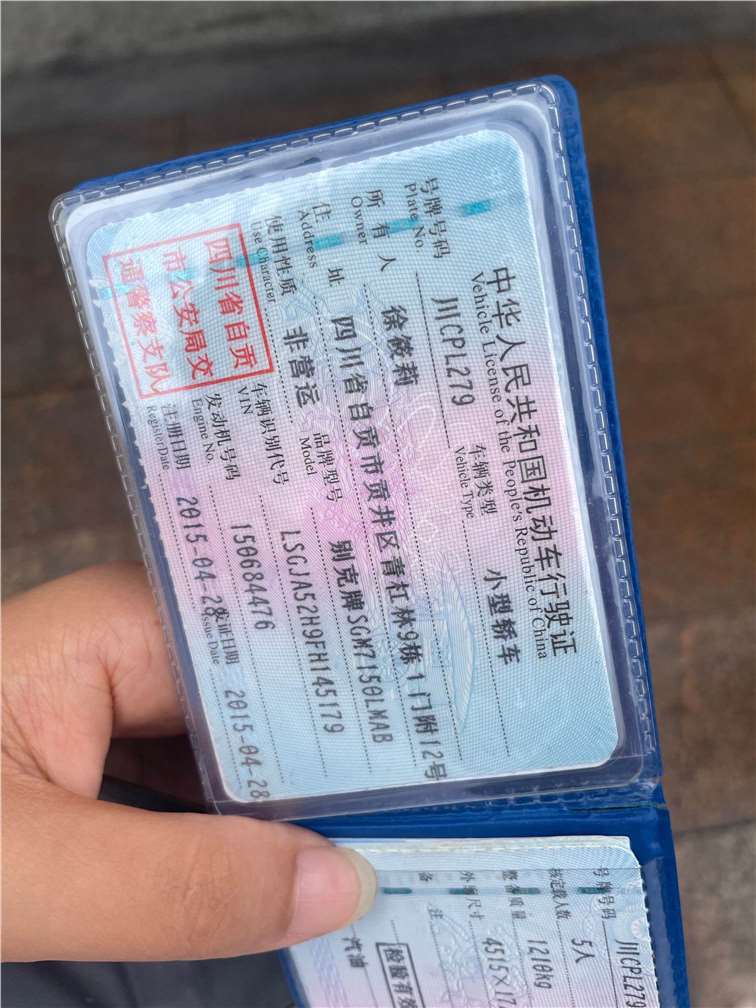 中华人民共和国机动车行驶证
Vehicle License of the People's Republic of China
号牌号码 川CPL279 车辆类型 小型轿车
Plate No. Vehicle Type
所有人 徐筱莉
Owner
住址 四川省自贡市贡井区青杠林9栋1门附12号
Address
使用性质 非营运 品牌型号 别克牌SGM7150LMAB
Use Character Model
四川省自贡
市公安局交
通警察支队
车辆识别代号 LSGJA52H9FH145179
VIN
发动机号码 150684476
Engine No.
注册日期 2015-04-28 发证日期 2015-04-28
Register Date Issue Date
号牌号码 川CPL279
核定载人数 5人
整备质量 1210kg
外廓尺寸 4515×17
备注
汽油
检验有效